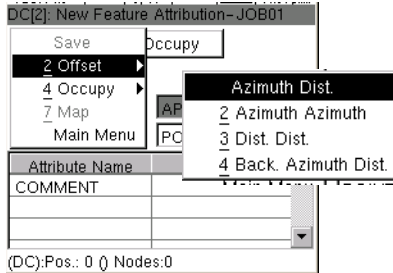 DC[2]: New Feature
Attribution-JOB01
Save
Occupy
2 Offset
4 Occupy
7 Map
Main Menu
AP
PO
Azimuth Dist.
2 Azimuth Azimuth
3 Dist. Dist.
4 Back. Azimuth Dist.
Attribute Name
COMMENT
(DC):Pos.: 0 () Nodes:0